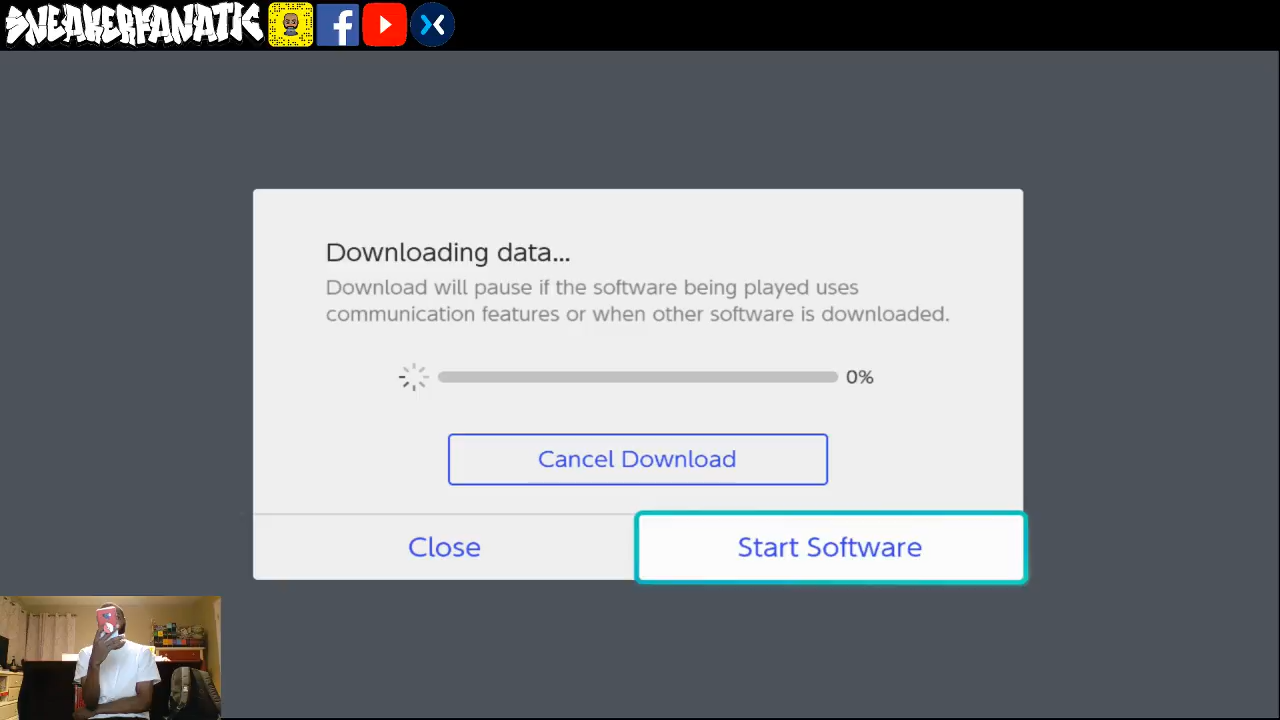 SNEAKERFANATIC
Downloading data...
Download will pause if the software being played uses
communication features or when other software is downloaded.
0%
Cancel Download
Close
Start Software